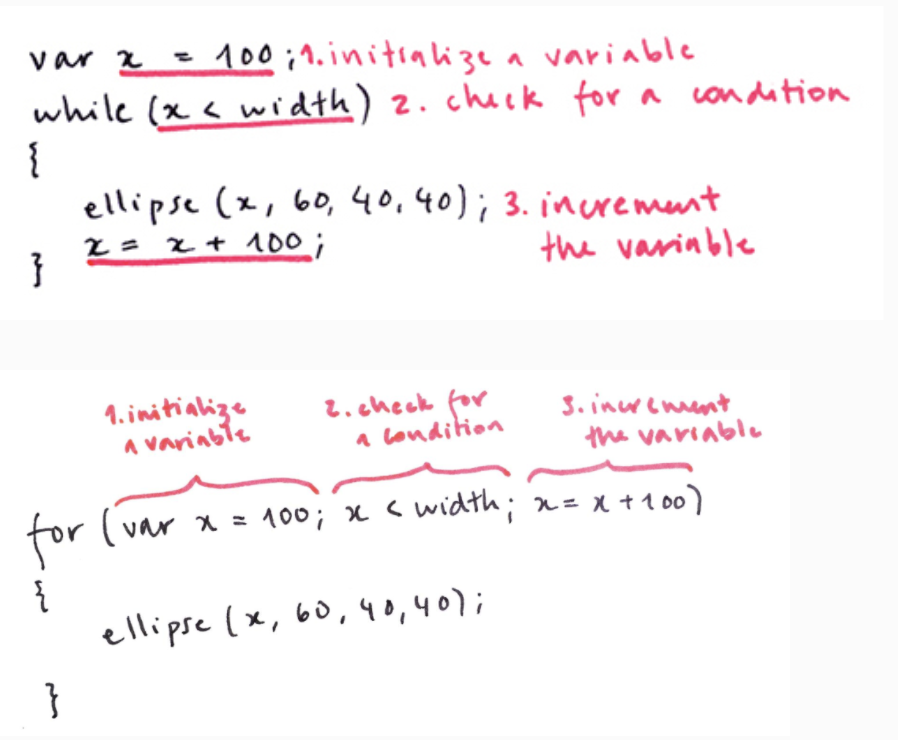 var x = 100; 1. initialize a variable
while (x < width) 2. check for a condition
{
ellipse (x, 60, 40, 40); 3. increment
x = x + 100; the variable
}
1. initialize 2. check for 3. increment
a variable a condition the variable
for (var x = 100; x < width; x = x + 100)
{
ellipse (x, 60, 40, 40);
}